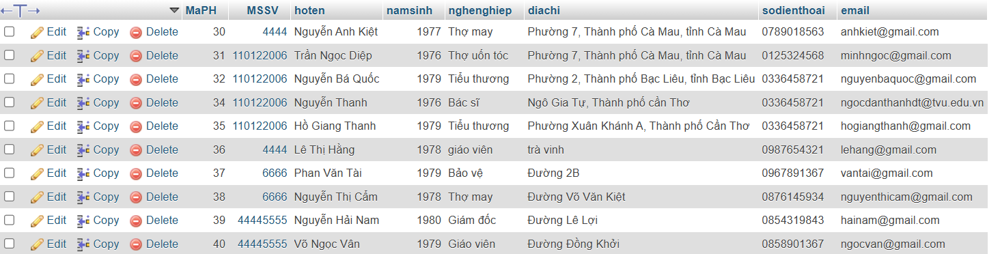 MaPH MSSV hoten namsinh nghenghiep diachi sodienthoai email
Edit Copy Delete 30 4444 Nguyễn Anh Kiệt 1977 Thợ may Phường 7, Thành phố Cà Mau, tỉnh Cà Mau 0789018563 anhkiet@gmail.com
Edit Copy Delete 31 110122006 Trần Ngọc Diệp 1976 Thợ uốn tóc Phường 7, Thành phố Cà Mau, tỉnh Cà Mau 0125324568 minhngoc@gmail.com
Edit Copy Delete 32 110122006 Nguyễn Bá Quốc 1979 Tiểu thương Phường 2, Thành phố Bạc Liêu, tỉnh Bạc Liêu 0336458721 nguyenbaquoc@gmail.com
Edit Copy Delete 34 110122006 Nguyễn Thanh 1976 Bác sĩ Ngô Gia Tự, Thành phố cần Thơ 0336458721 ngocdanthanhdt@tvu.edu.vn
Edit Copy Delete 35 110122006 Hồ Giang Thanh 1979 Tiểu thương Phường Xuân Khánh A, Thành phố Cần Thơ 0336458721 hogiangthanh@gmail.com
Edit Copy Delete 36 4444 Lê Thị Hằng 1978 giáo viên trà vinh 0987654321 lehang@gmail.com
Edit Copy Delete 37 6666 Phan Văn Tài 1979 Bảo vệ Đường 2B 0967891367 vantai@gmail.com
Edit Copy Delete 38 6666 Nguyễn Thị Cẩm 1978 Thợ may Đường Võ Văn Kiệt 0876145934 nguyenthicam@gmail.com
Edit Copy Delete 39 44445555 Nguyễn Hải Nam 1980 Giám đốc Đường Lê Lợi 0854319843 hainam@gmail.com
Edit Copy Delete 40 44445555 Võ Ngọc Vân 1979 Giáo viên Đường Đồng Khởi 0858901367 ngocvan@gmail.com